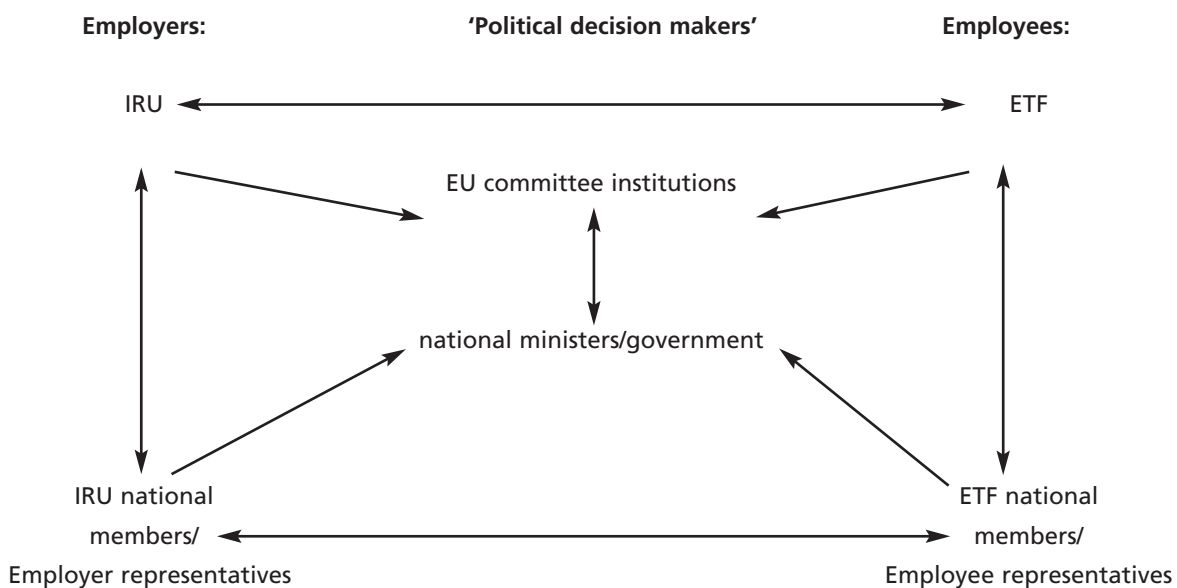 Employers:
'Political decision makers'
Employees:
IRU
ETF
EU committee institutions
national ministers/government
IRU national
members/
Employer representatives
ETF national
members/
Employee representatives